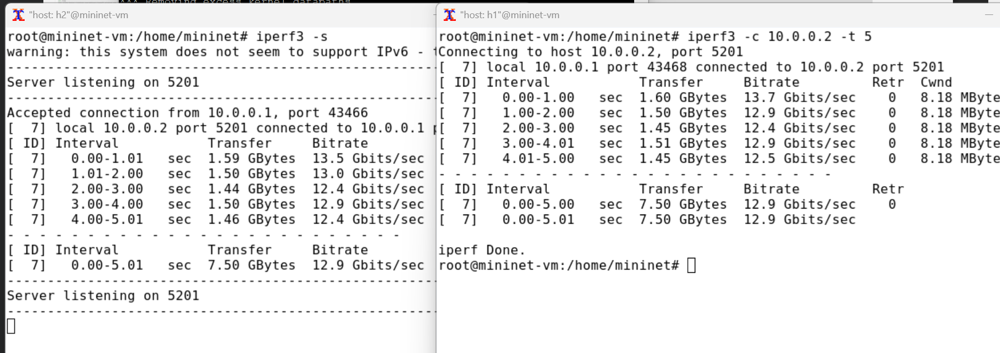 *** Removing excess kernel datapaths
"host: h2"@mininet-vm
root@mininet-vm:/home/mininet# iperf3 -s
warning: this system does not seem to support IPv6 -
-----------------------------------------------------
Server listening on 5201
-----------------------------------------------------
Accepted connection from 10.0.0.1, port 43466
[  7] local 10.0.0.2 port 5201 connected to 10.0.0.1
[ ID] Interval           Transfer     Bitrate
[  7]   0.00-1.01   sec  1.59 GBytes  13.5 Gbits/sec
[  7]   1.01-2.00   sec  1.50 GBytes  13.0 Gbits/sec
[  7]   2.00-3.00   sec  1.44 GBytes  12.4 Gbits/sec
[  7]   3.00-4.00   sec  1.50 GBytes  12.9 Gbits/sec
[  7]   4.00-5.01   sec  1.46 GBytes  12.4 Gbits/sec
- - - - - - - - - - - - - - - - - - - - - - - - -
[ ID] Interval           Transfer     Bitrate
[  7]   0.00-5.01   sec  7.50 GBytes  12.9 Gbits/sec
-----------------------------------------------------
Server listening on 5201
-----------------------------------------------------
"host: h1"@mininet-vm
root@mininet-vm:/home/mininet# iperf3 -c 10.0.0.2 -t 5
Connecting to host 10.0.0.2, port 5201
[  7] local 10.0.0.1 port 43468 connected to 10.0.0.2 port 5201
[ ID] Interval           Transfer     Bitrate         Retr  Cwnd
[  7]   0.00-1.00   sec  1.60 GBytes  13.7 Gbits/sec    0   8.18 MByte
[  7]   1.00-2.00   sec  1.50 GBytes  12.9 Gbits/sec    0   8.18 MByte
[  7]   2.00-3.00   sec  1.45 GBytes  12.4 Gbits/sec    0   8.18 MByte
[  7]   3.00-4.01   sec  1.51 GBytes  12.9 Gbits/sec    0   8.18 MByte
[  7]   4.01-5.00   sec  1.45 GBytes  12.5 Gbits/sec    0   8.18 MByte
- - - - - - - - - - - - - - - - - - - - - - - - -
[ ID] Interval           Transfer     Bitrate         Retr
[  7]   0.00-5.00   sec  7.50 GBytes  12.9 Gbits/sec    0
[  7]   0.00-5.01   sec  7.50 GBytes  12.9 Gbits/sec
iperf Done.
root@mininet-vm:/home/mininet#